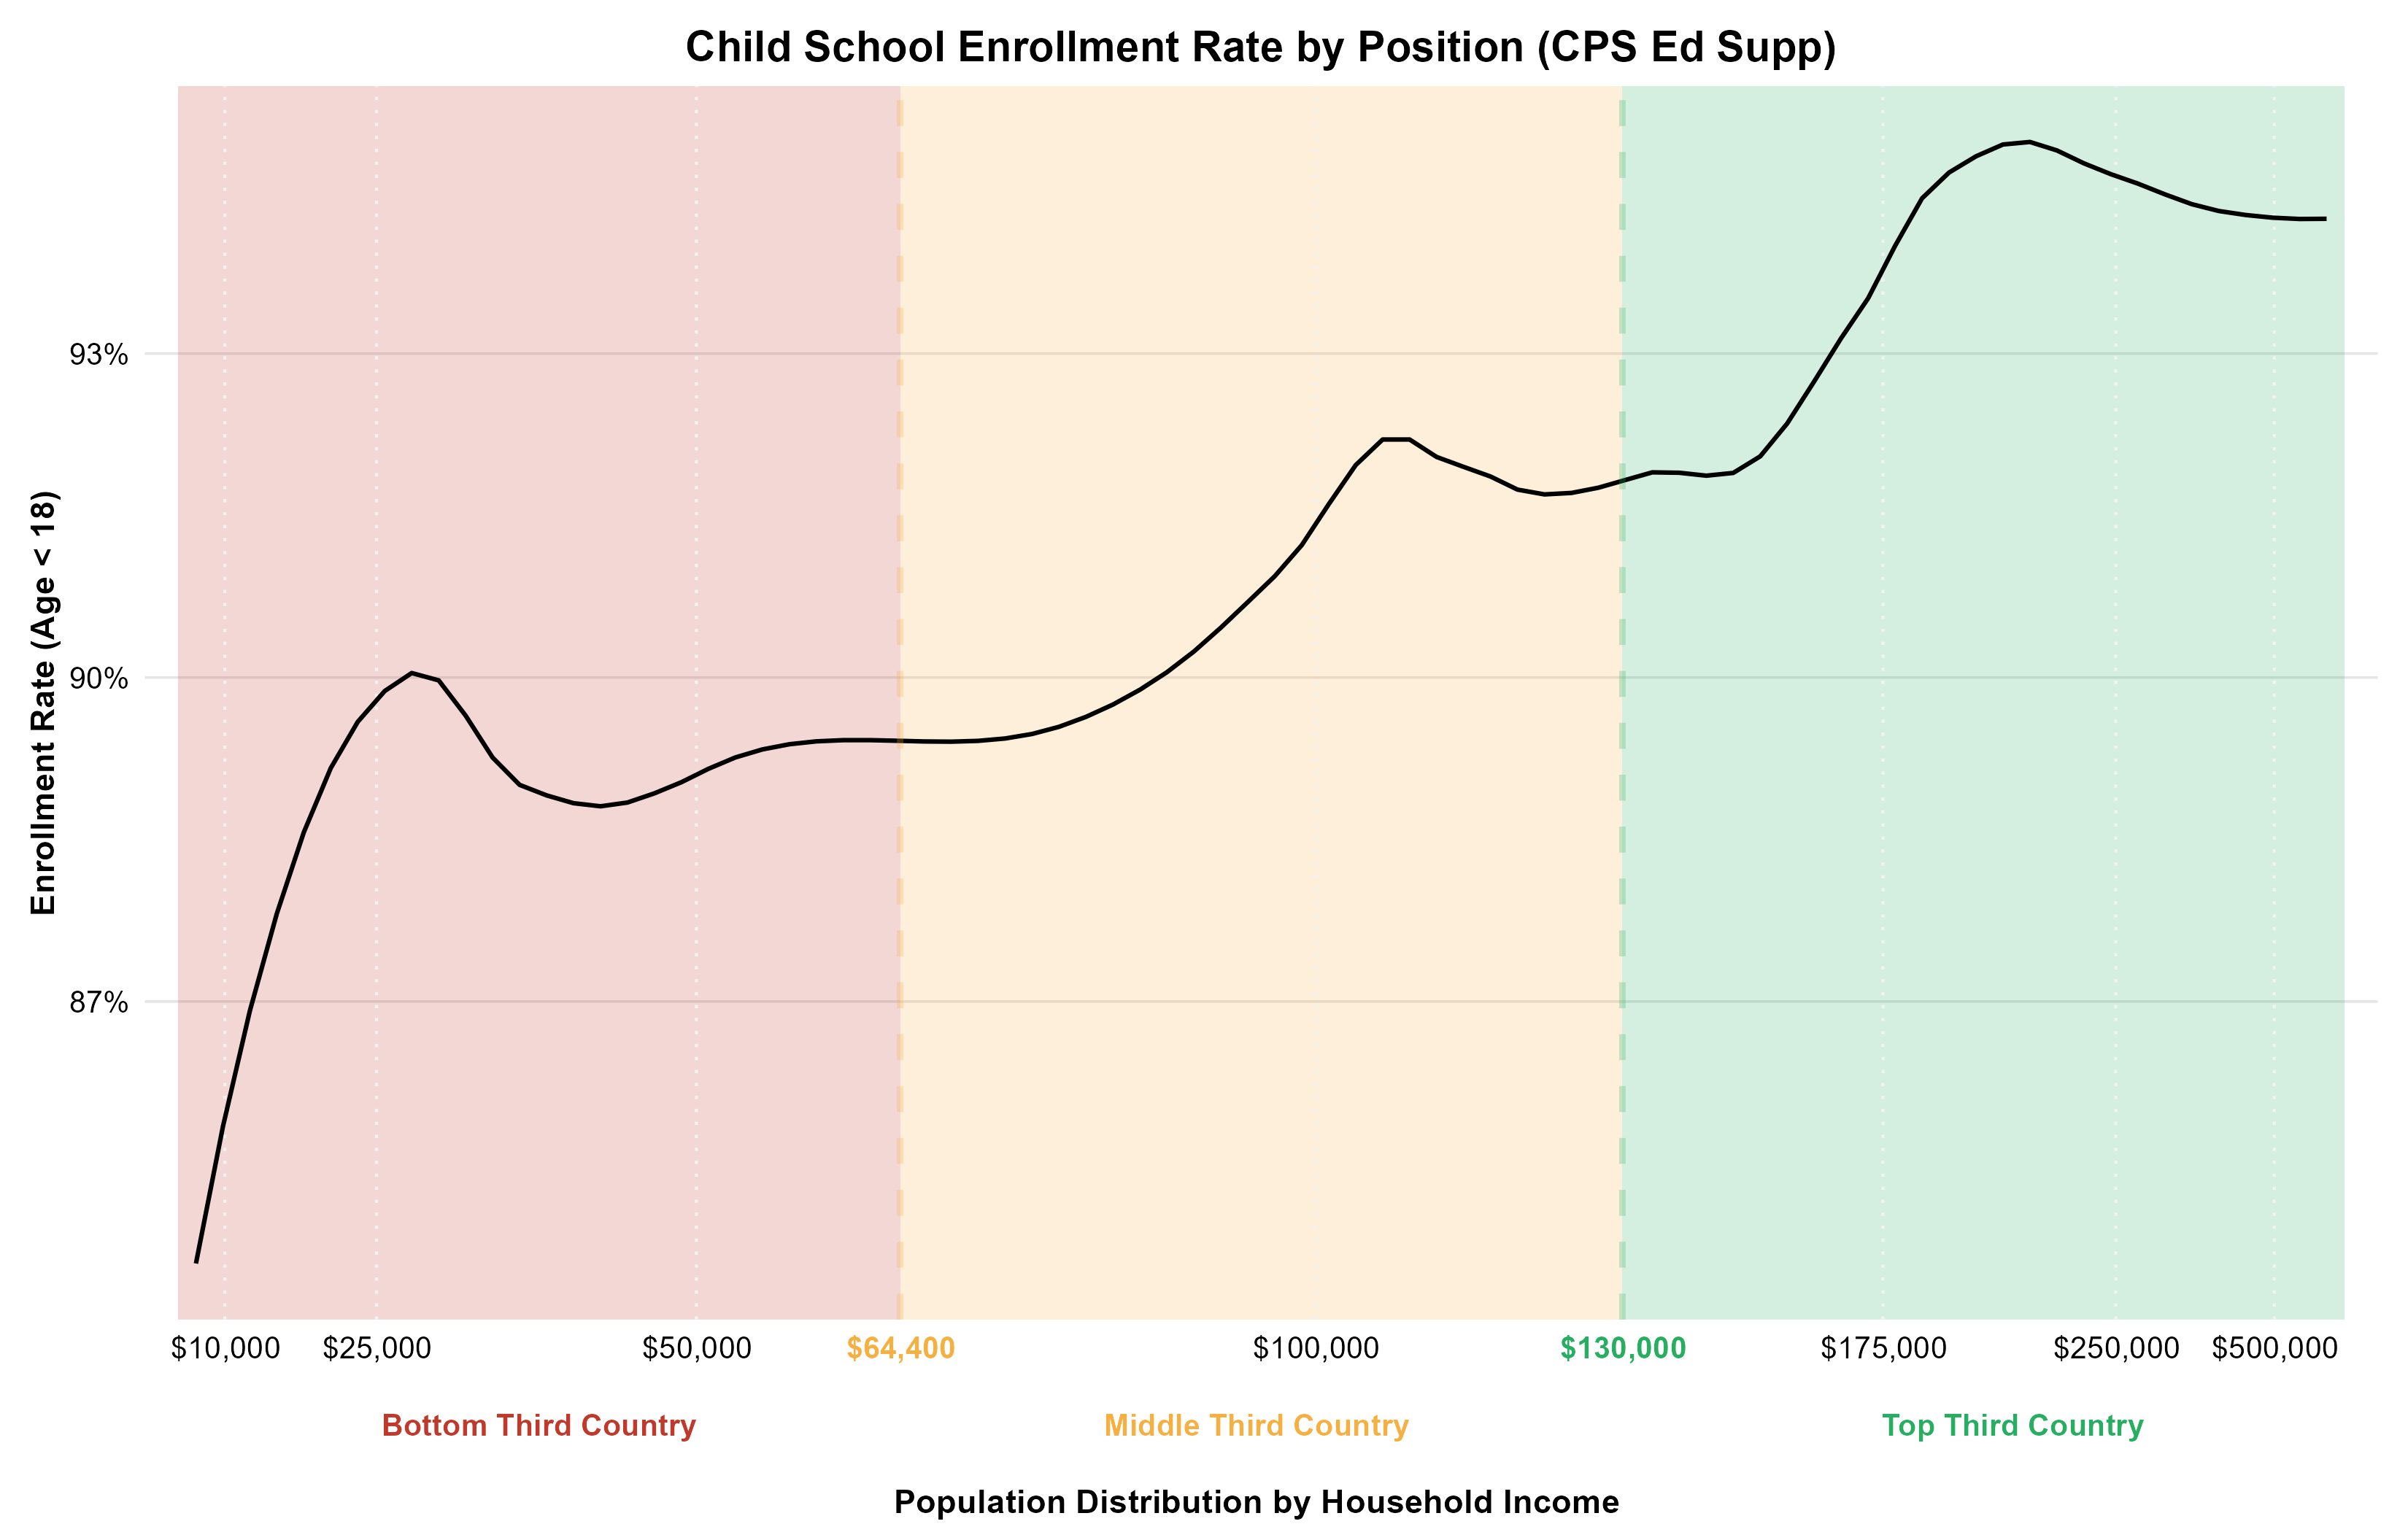 Child School Enrollment Rate by Position (CPS Ed Supp)
Enrollment Rate (Age < 18)
93%
90%
87%
$10,000 $25,000 $50,000 $64,400 $100,000 $130,000 $175,000 $250,000 $500,000
Bottom Third Country Middle Third Country Top Third Country
Population Distribution by Household Income